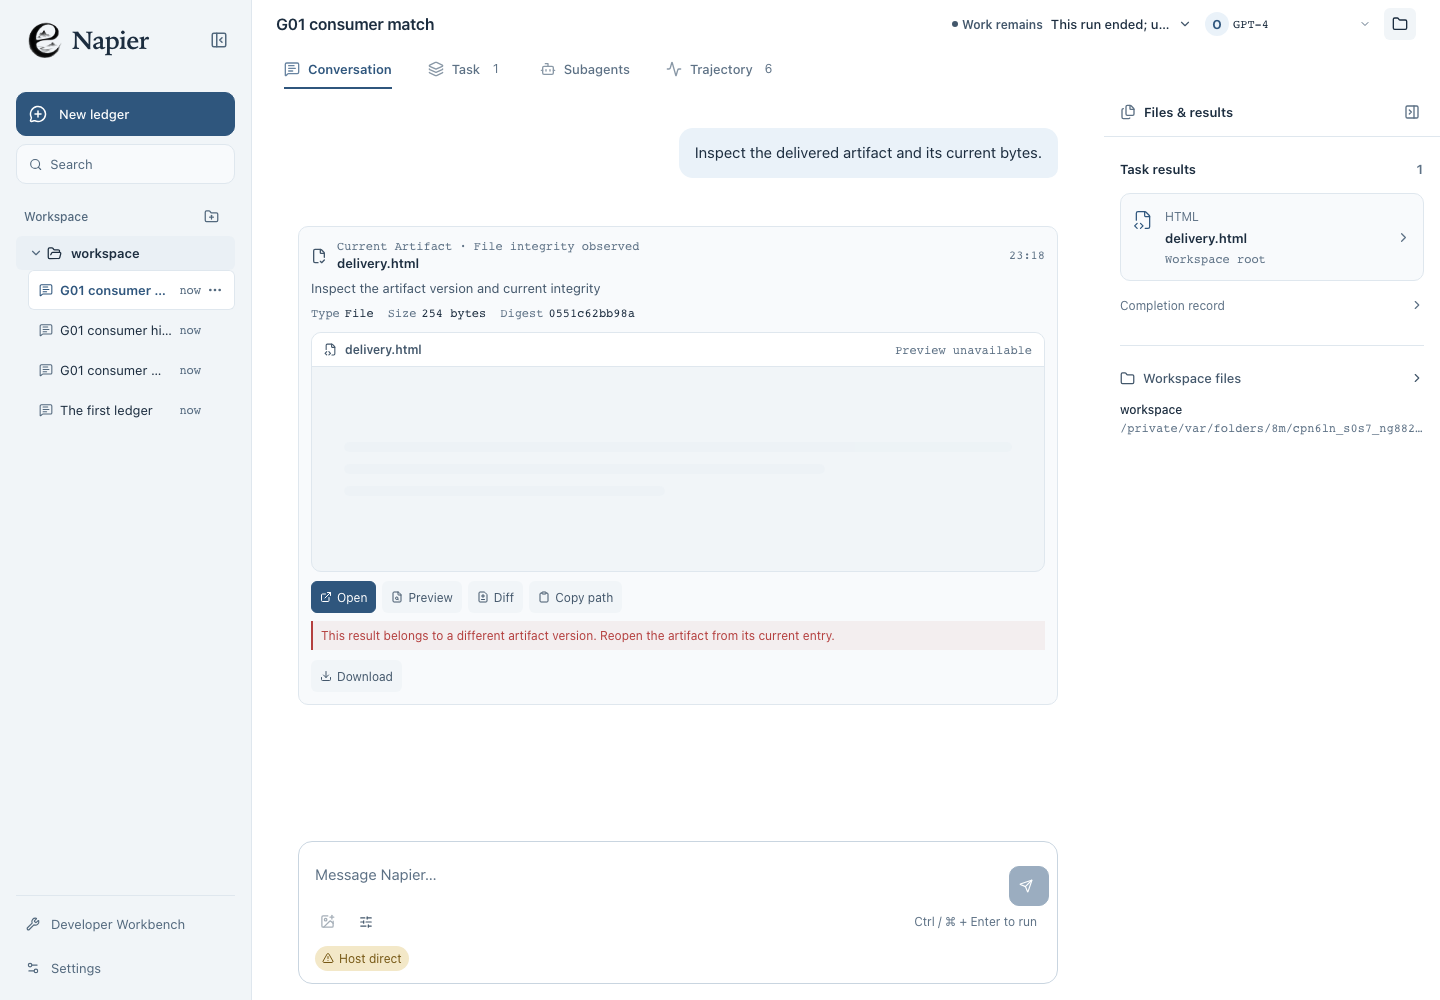 Napier
New ledger
Search
Workspace
workspace
G01 consumer ... now
G01 consumer hi... now
G01 consumer ... now
The first ledger now
Developer Workbench
Settings
G01 consumer match
Work remains This run ended; u...
O GPT-4
Conversation
Task 1
Subagents
Trajectory 6
Inspect the delivered artifact and its current bytes.
Current Artifact · File integrity observed
delivery.html
23:18
Inspect the artifact version and current integrity
Type File Size 254 bytes Digest 0551c62bb98a
delivery.html
Preview unavailable
Open
Preview
Diff
Copy path
This result belongs to a different artifact version. Reopen the artifact from its current entry.
Download
Message Napier...
Ctrl / ⌘ + Enter to run
Host direct
Files & results
Task results 1
HTML
delivery.html
Workspace root
Completion record
Workspace files
workspace
/private/var/folders/8m/cpn6ln_s0s7_ng882...